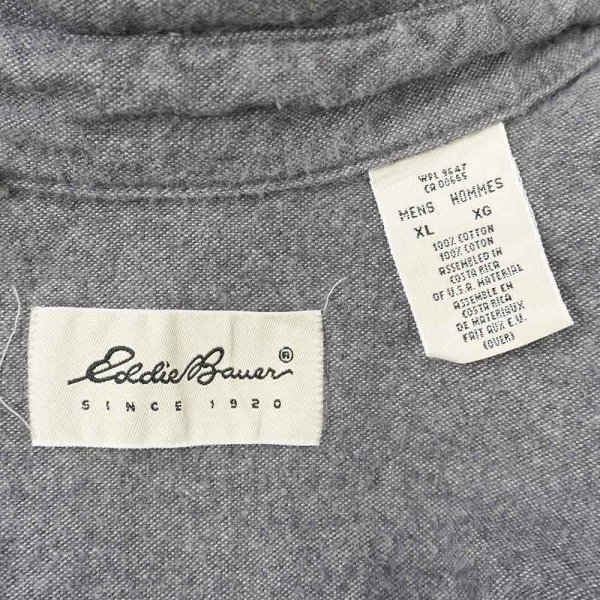 Eddie Bauer®
SINCE 1920
WPL 9647
CA 00665
MENS HOMMES
XL XG
100% COTTON
100% COTON
ASSEMBLED IN
COSTA RICA
OF U.S.A. MATERIAL
ASSEMBLE EN
COSTA RICA
DE MATERIAUX
FAIT AUX E.U.
(OVER)